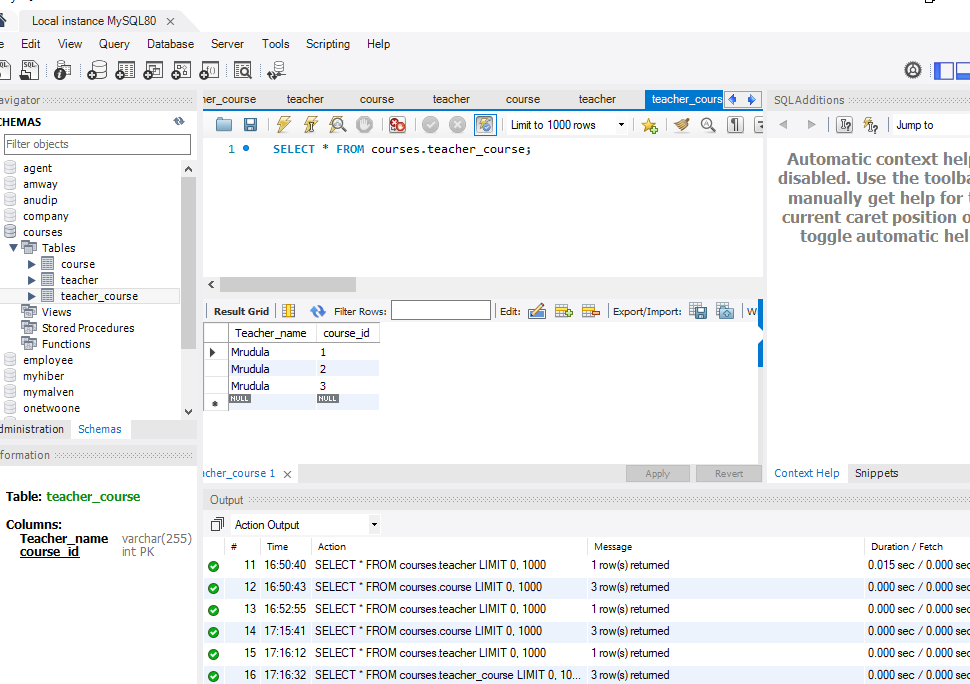 Local instance MySQL80
Edit View Query Database Server Tools Scripting Help
avigator
SCHEMAS
Filter objects
agent
amway
anudip
company
courses
Tables
course
teacher
teacher_course
Views
Stored Procedures
Functions
employee
myhiber
mymalven
onetwoone
dministration Schemas
formation
Table: teacher_course
Columns:
Teacher_name varchar(255)
course_id int PK
her_course teacher course teacher course teacher teacher_cours
Limit to 1000 rows
1 SELECT * FROM courses.teacher_course;
Result Grid Filter Rows: Edit: Export/Import: W
Teacher_name course_id
Mrudula 1
Mrudula 2
Mrudula 3
NULL NULL
acher_course 1 Apply Revert
SQLAdditions
Jump to
Automatic context help
disabled. Use the toolba
manually get help for t
current caret position o
toggle automatic hel
Context Help Snippets
Output
Action Output
# Time Action Message Duration / Fetch
11 16:50:40 SELECT * FROM courses.teacher LIMIT 0, 1000 1 row(s) returned 0.015 sec / 0.000 sec
12 16:50:43 SELECT * FROM courses.course LIMIT 0, 1000 3 row(s) returned 0.000 sec / 0.000 sec
13 16:52:55 SELECT * FROM courses.teacher LIMIT 0, 1000 1 row(s) returned 0.000 sec / 0.000 sec
14 17:15:41 SELECT * FROM courses.course LIMIT 0, 1000 3 row(s) returned 0.000 sec / 0.000 sec
15 17:16:12 SELECT * FROM courses.teacher LIMIT 0, 1000 1 row(s) returned 0.000 sec / 0.000 sec
16 17:16:32 SELECT * FROM courses.teacher_course LIMIT 0, 10... 3 row(s) returned 0.000 sec / 0.000 sec